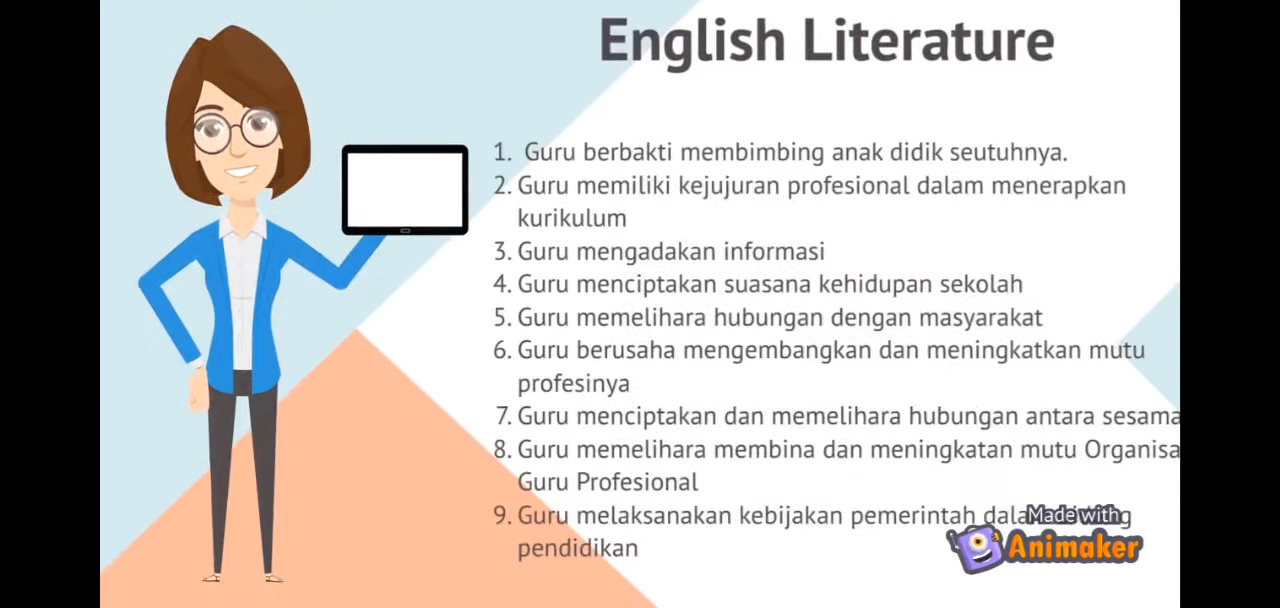 English Literature
1. Guru berbakti membimbing anak didik seutuhnya.
2. Guru memiliki kejujuran profesional dalam menerapkan
kurikulum
3. Guru mengadakan informasi
4. Guru menciptakan suasana kehidupan sekolah
5. Guru memelihara hubungan dengan masyarakat
6. Guru berusaha mengembangkan dan meningkatkan mutu
profesinya
7. Guru menciptakan dan memelihara hubungan antara sesama
8. Guru memelihara membina dan meningkatan mutu Organisa
Guru Profesional
9. Guru melaksanakan kebijakan pemerintah
pendidikan
Made with
Animaker